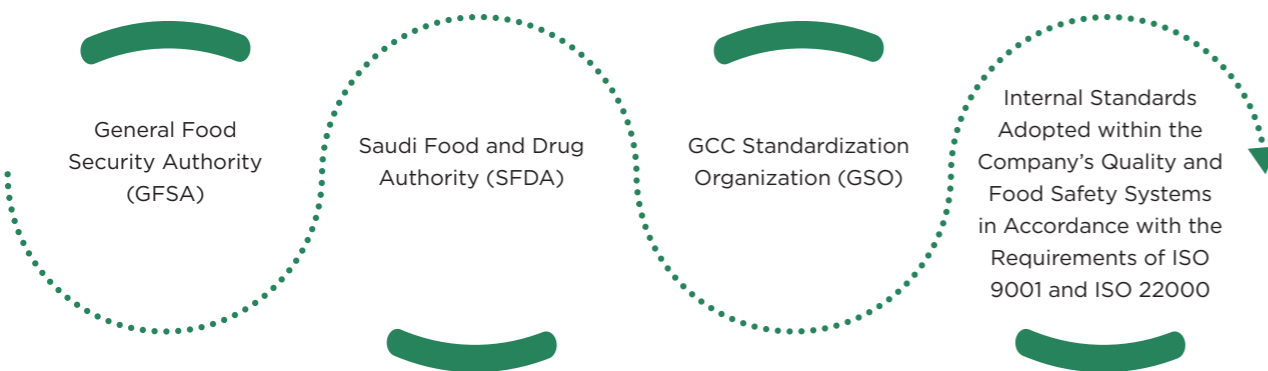 General Food
Security Authority
(GFSA)
Saudi Food and Drug
Authority (SFDA)
GCC Standardization
Organization (GSO)
Internal Standards
Adopted within the
Company’s Quality and
Food Safety Systems
in Accordance with the
Requirements of ISO
9001 and ISO 22000